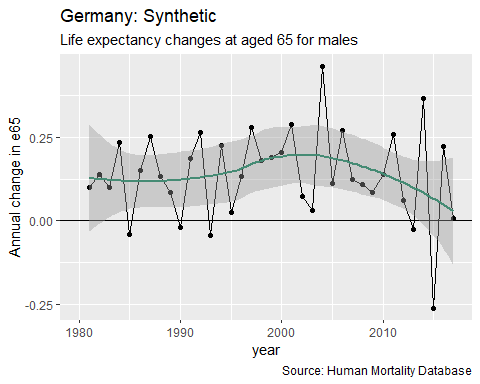 Germany: Synthetic
Life expectancy changes at aged 65 for males
Annual change in e65
0.25
0.00
-0.25
1980 1990 2000 2010
year
Source: Human Mortality Database